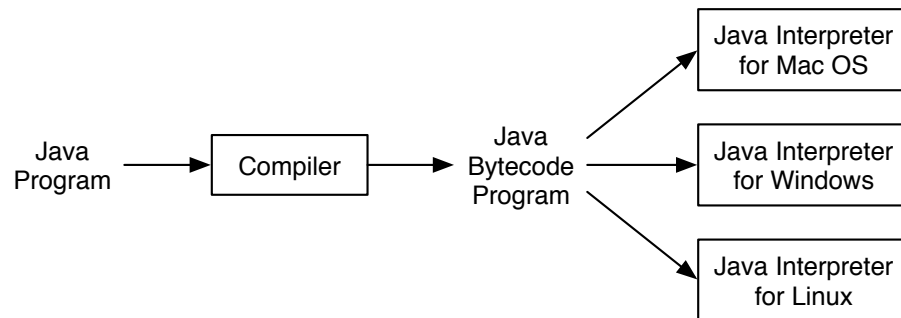 Java
Program
Compiler
Java
Bytecode
Program
Java Interpreter
for Mac OS
Java Interpreter
for Windows
Java Interpreter
for Linux